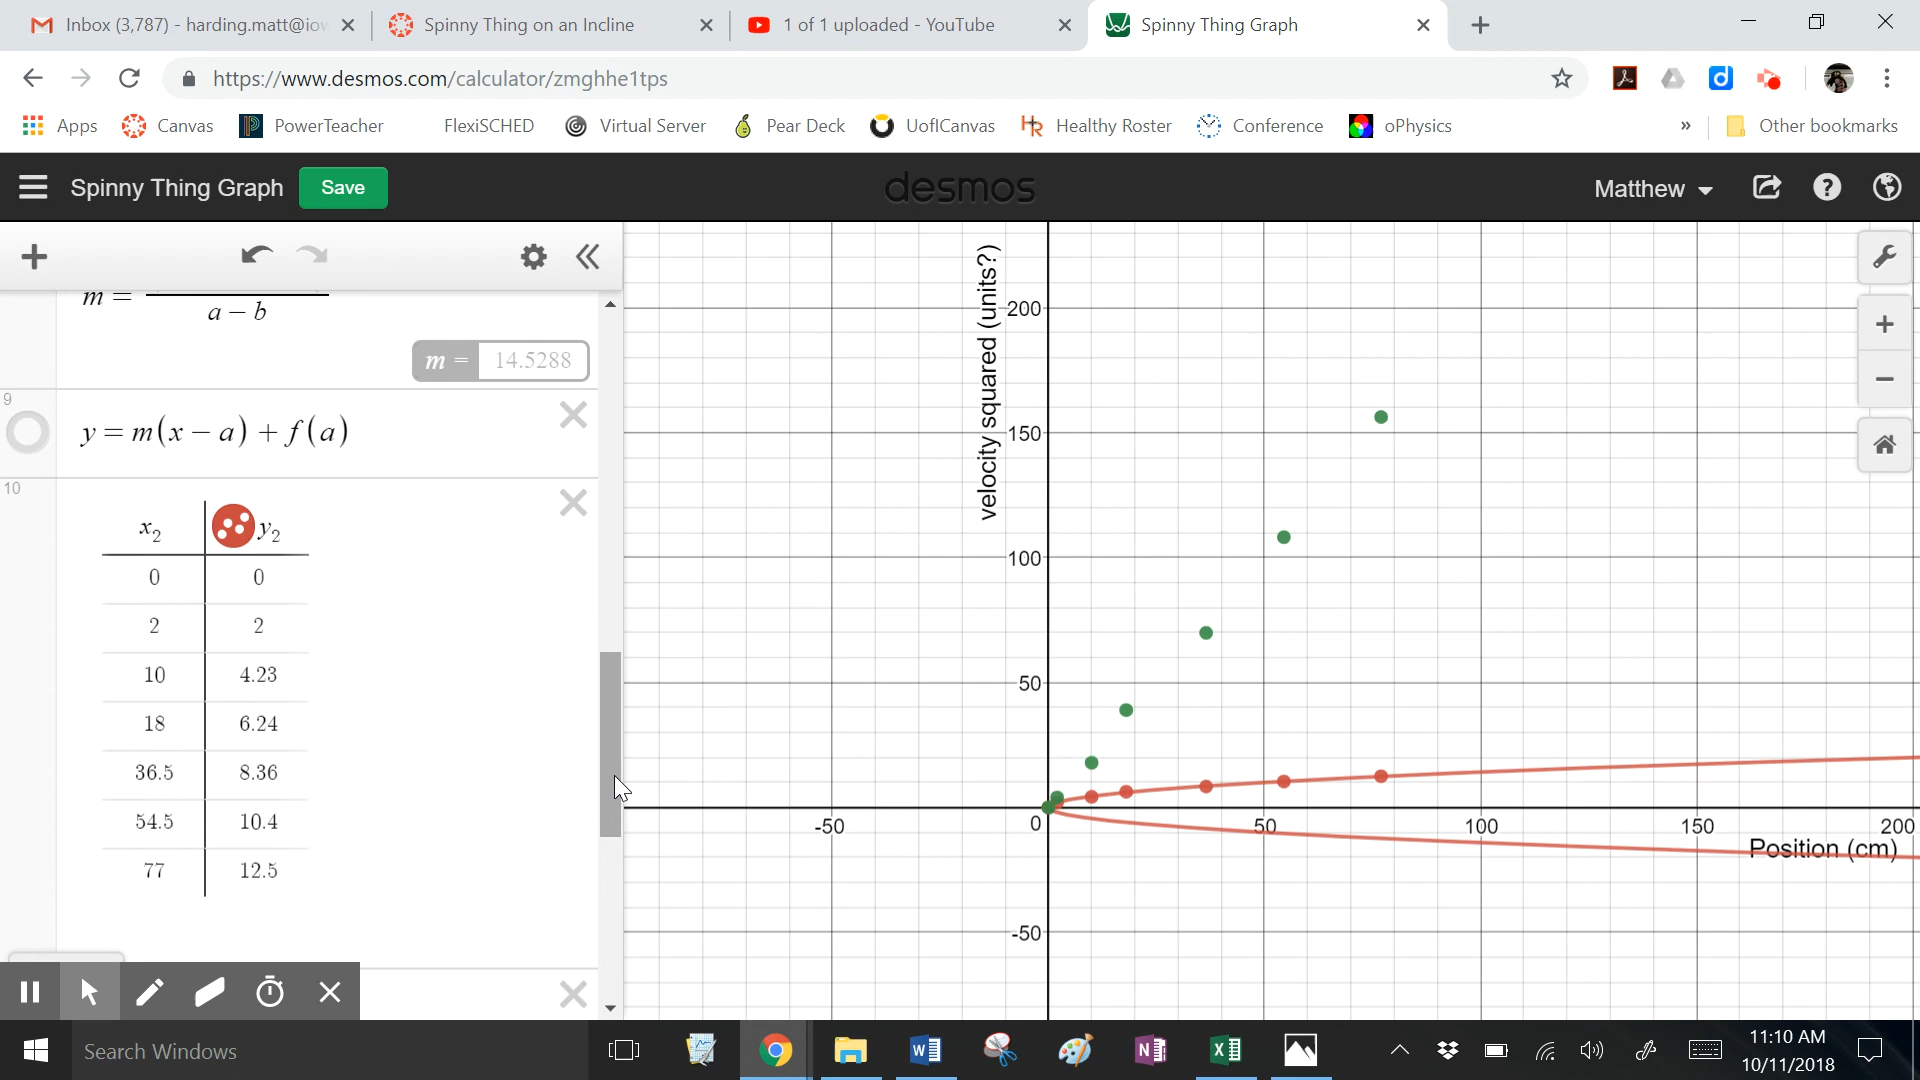 Inbox (3,787) - harding.matt@iow
Spinny Thing on an Incline
1 of 1 uploaded - YouTube
Spinny Thing Graph
https://www.desmos.com/calculator/zmghhe1tps
Apps
Canvas
PowerTeacher
FlexiSCHED
Virtual Server
Pear Deck
UofICanvas
Healthy Roster
Conference
oPhysics
»
Other bookmarks
Spinny Thing Graph
Save
desmos
Matthew
m =
a − b
m = 14.5288
9
y = m(x − a) + f(a)
10
x₂ y₂
0 0
2 2
10 4.23
18 6.24
36.5 8.36
54.5 10.4
77 12.5
velocity squared (units?)
200
150
100
50
-50 0 50 100 150 200
Position (cm)
-50
Search Windows
11:10 AM
10/11/2018